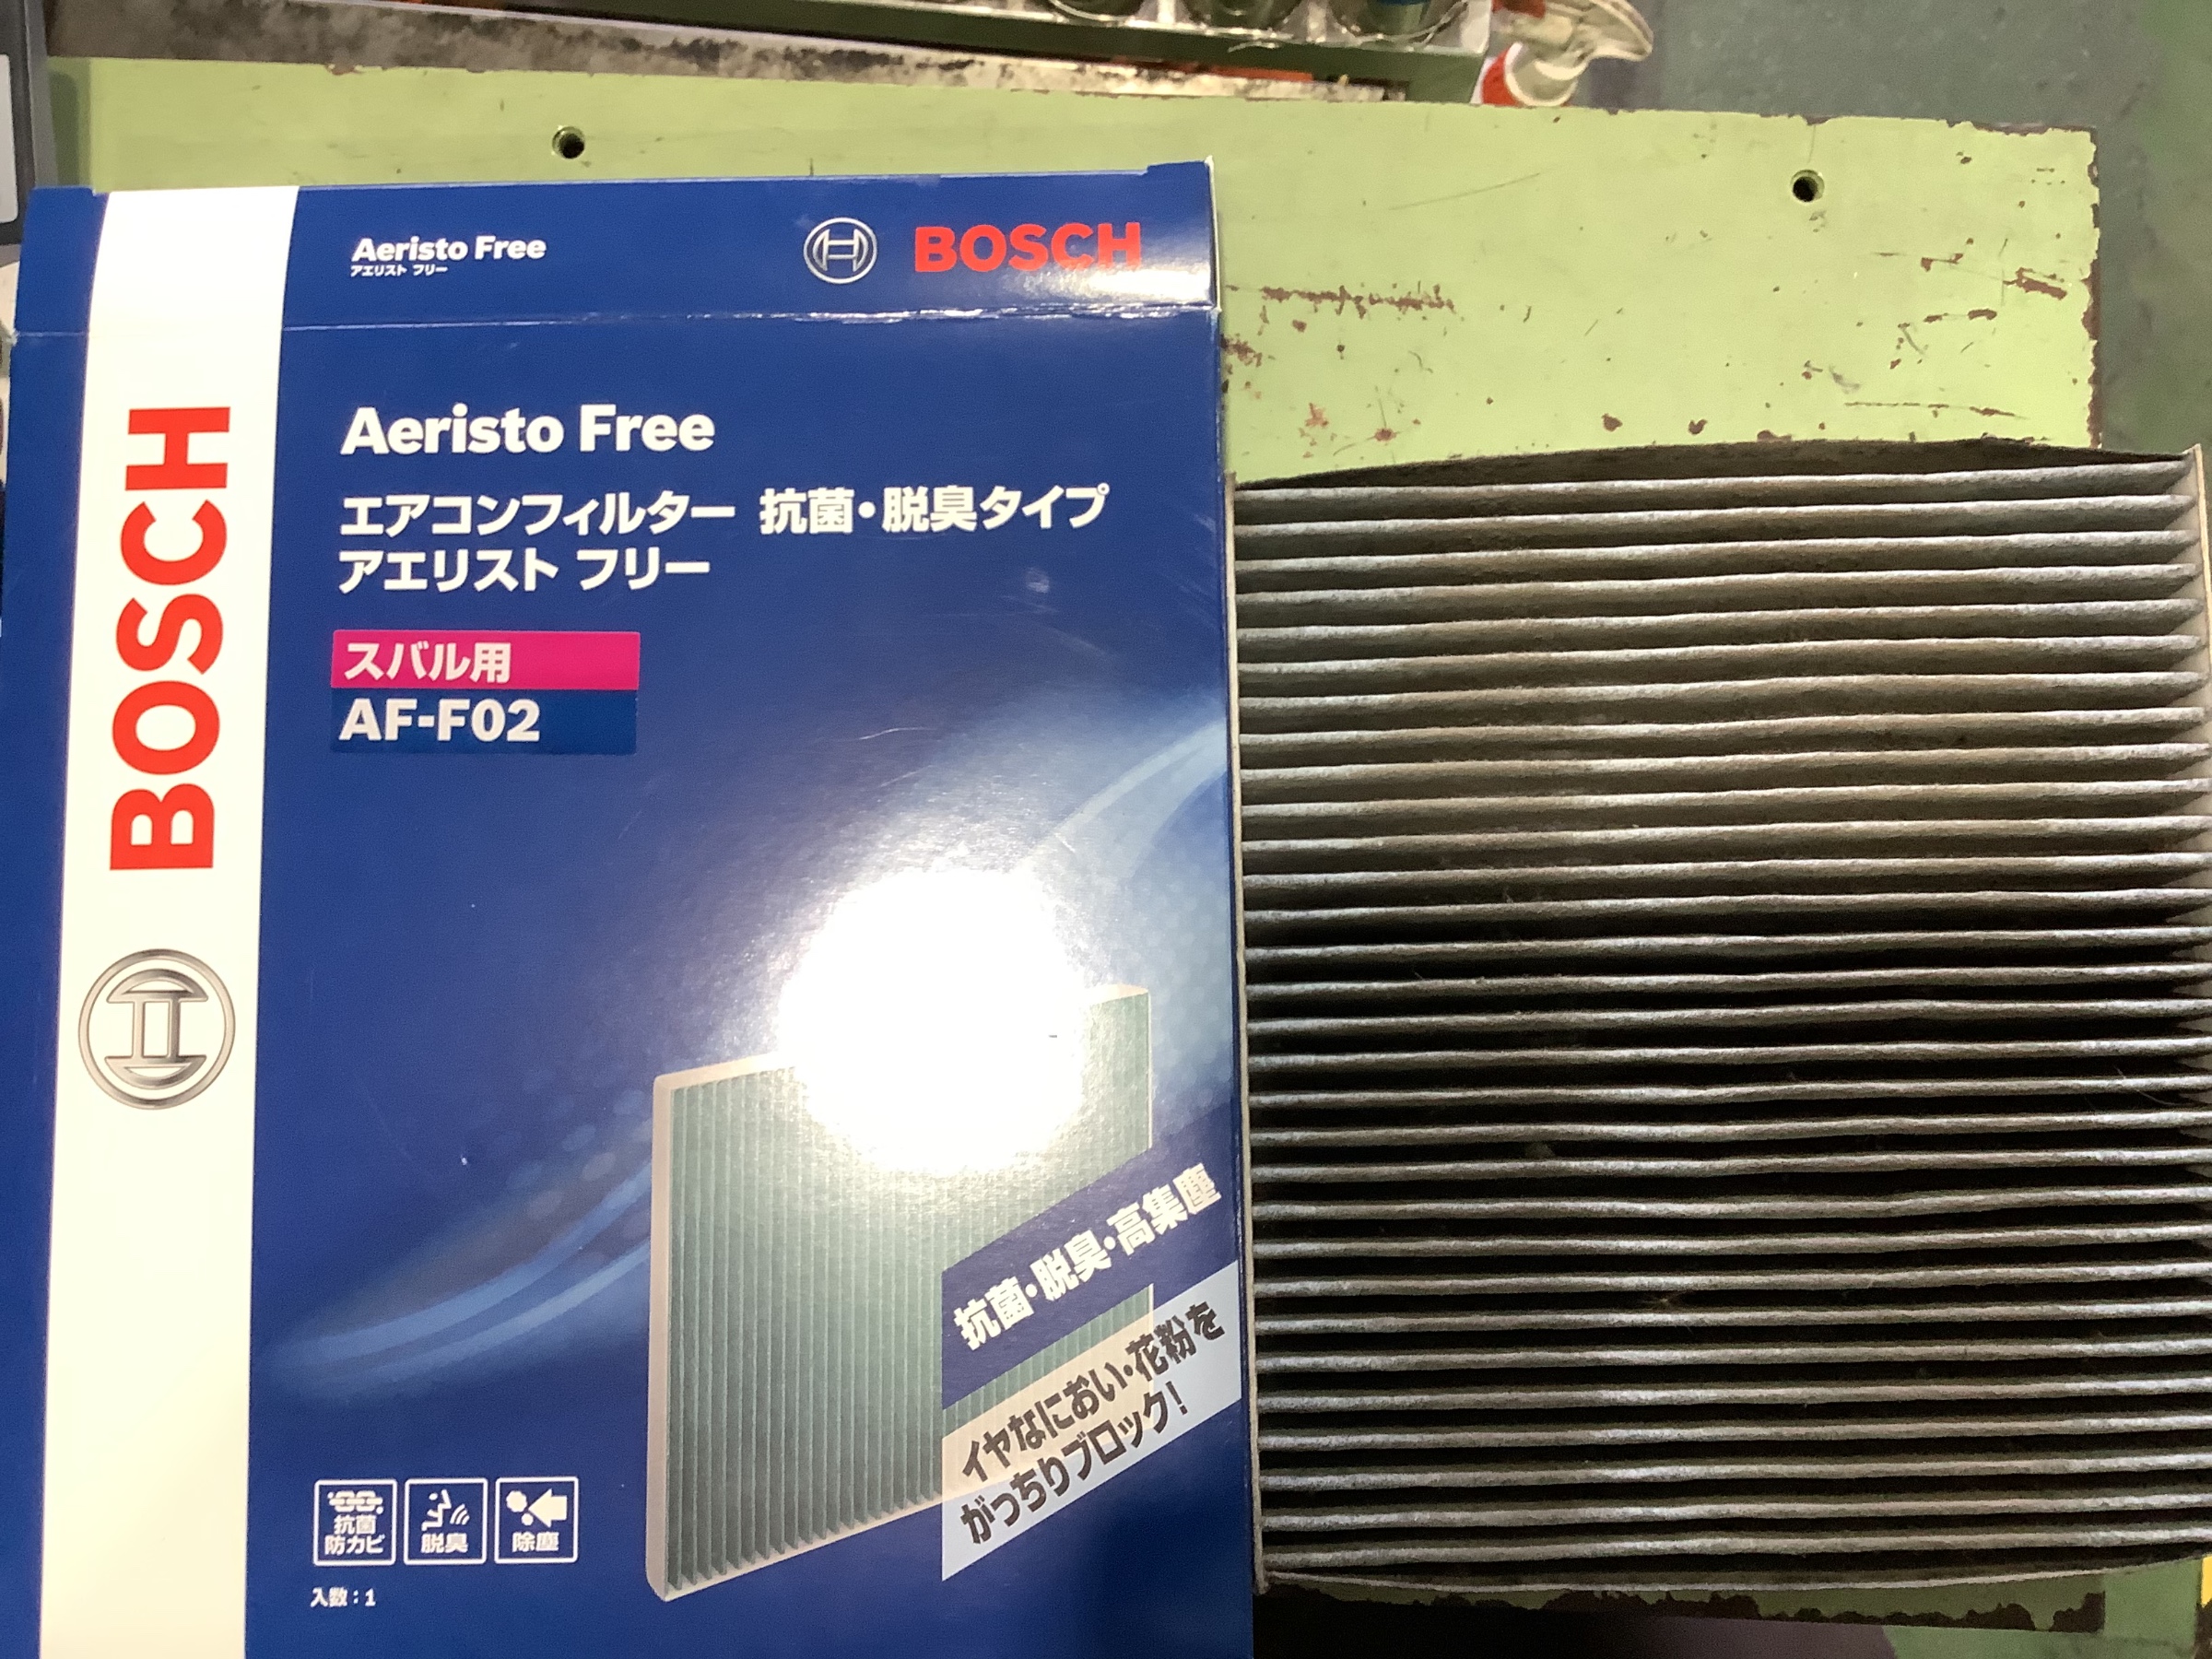 Aeristo Free
アエリスト フリー
BOSCH
BOSCH
Aeristo Free
エアコンフィルター 抗菌・脱臭タイプ
アエリスト フリー
スバル用
AF-F02
抗菌・脱臭・高集塵
イヤなにおい・花粉を
がっちりブロック!
抗菌
防カビ
脱臭
除塵
入数:1